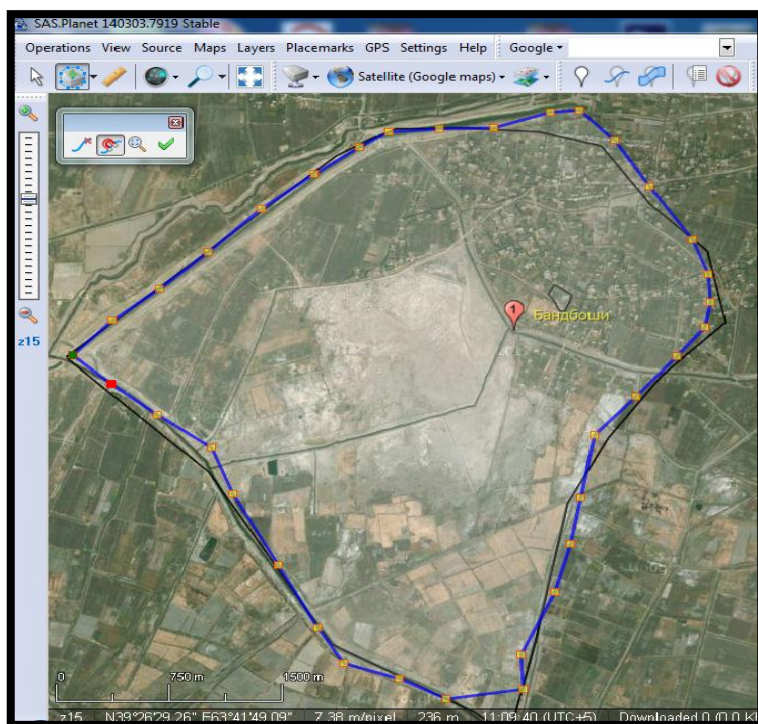 SAS.Planet 140303.7919 Stable
Operations View Source Maps Layers Placemarks GPS Settings Help Google
Satellite (Google maps)
z15
1
Бандбоши
0 750 m 1500 m
z15 N39°26'29.26" E63°41'49.09" 7.38 m/pixel 236 m 11:09:40 (UTC+5) Downloaded 0 (0.0 K